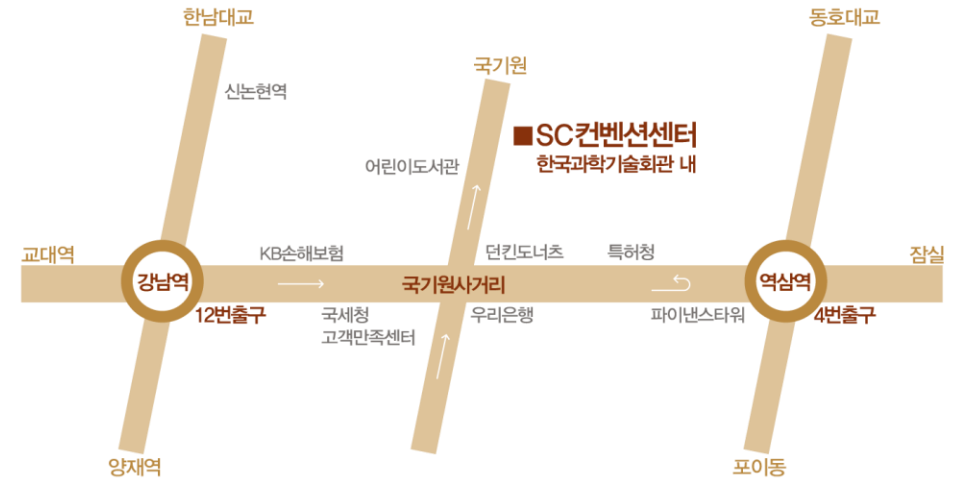 한남대교
동호대교
국기원
신논현역
■SC컨벤션센터
한국과학기술회관 내
어린이도서관
교대역
KB손해보험
던킨도너츠
특허청
잠실
강남역
국기원사거리
역삼역
12번출구
국세청
고객만족센터
우리은행
파이낸스타워
4번출구
양재역
포이동